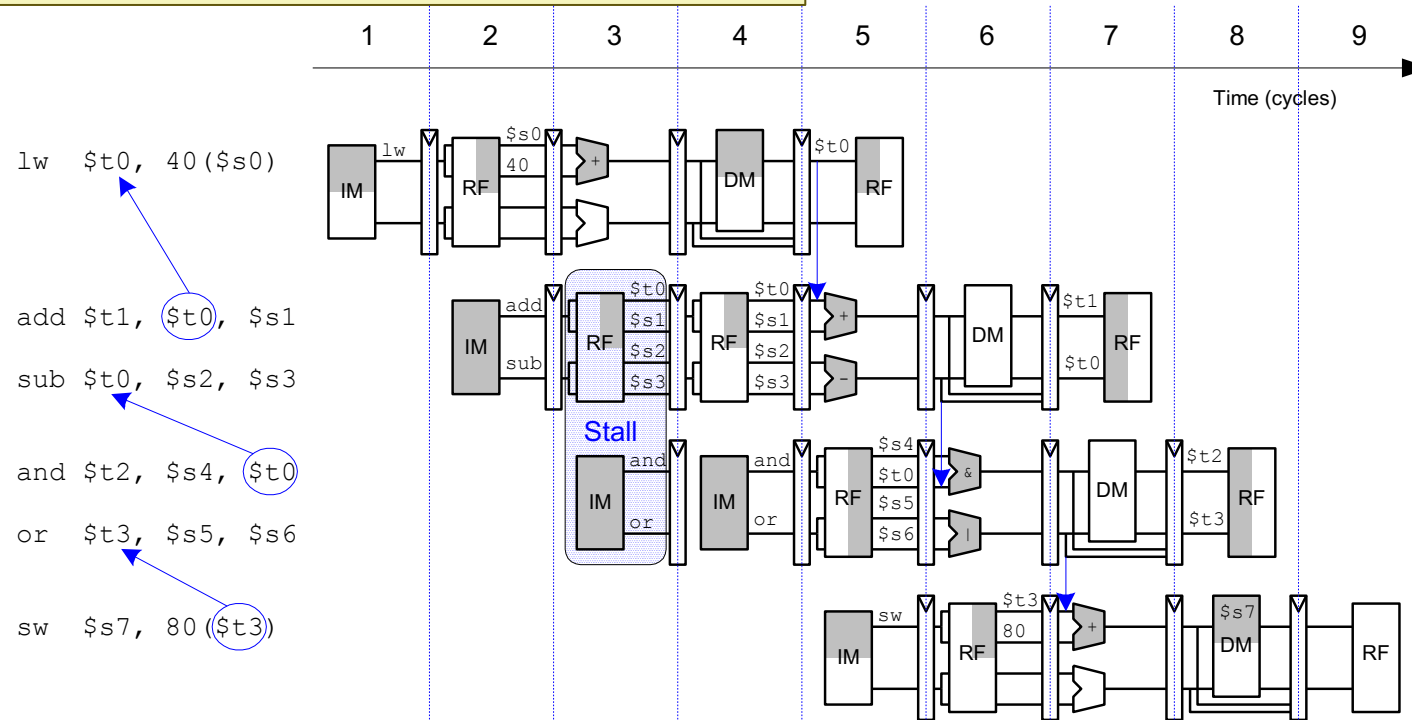 1 2 3 4 5 6 7 8 9
Time (cycles)
lw $t0, 40($s0)
add $t1, $t0, $s1
sub $t0, $s2, $s3
and $t2, $s4, $t0
or $t3, $s5, $s6
sw $s7, 80($t3)
IM lw RF $s0 40 + DM $t0 RF
IM add sub RF $t0 $s1 $s2 $s3 RF $t0 $s1 $s2 $s3 + - DM $t1 $t0 RF
Stall
IM and or IM and or RF $s4 $t0 $s5 $s6 & | DM $t2 $t3 RF
IM sw RF $t3 80 + $s7 DM RF